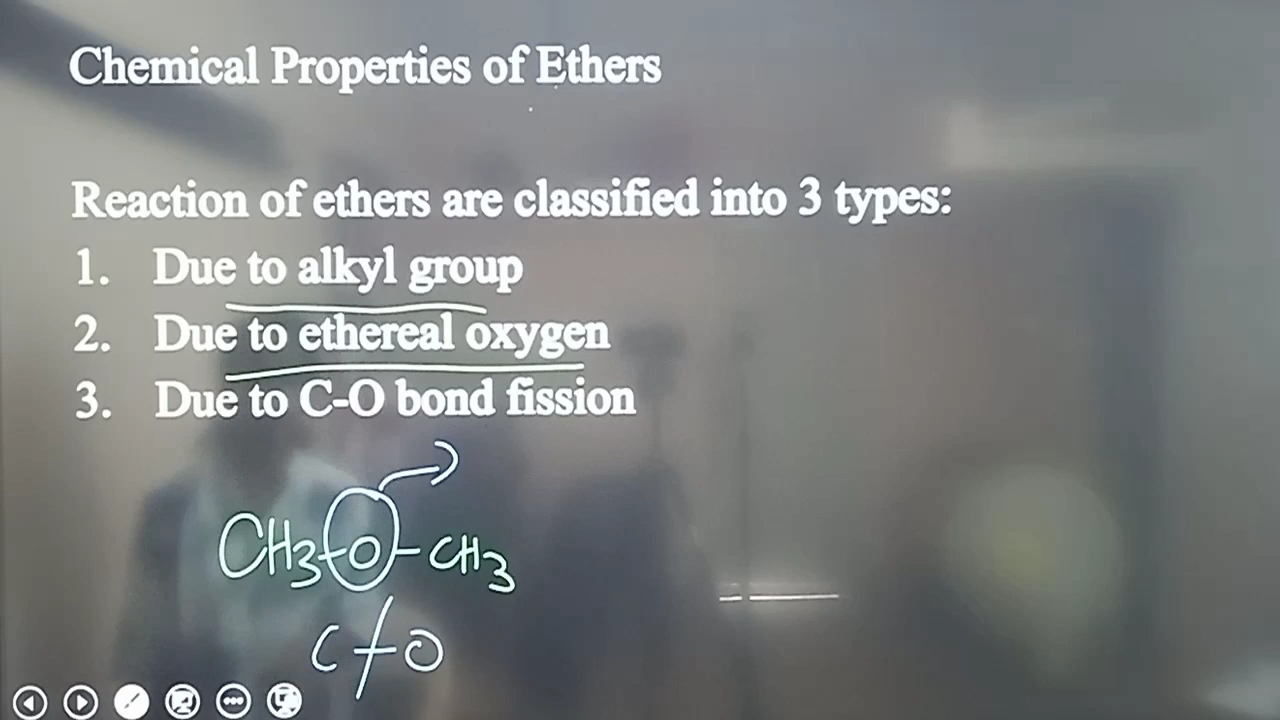 Chemical Properties of Ethers
Reaction of ethers are classified into 3 types:
1. Due to alkyl group
2. Due to ethereal oxygen
3. Due to C-O bond fission
CH3-O-CH3
C-O